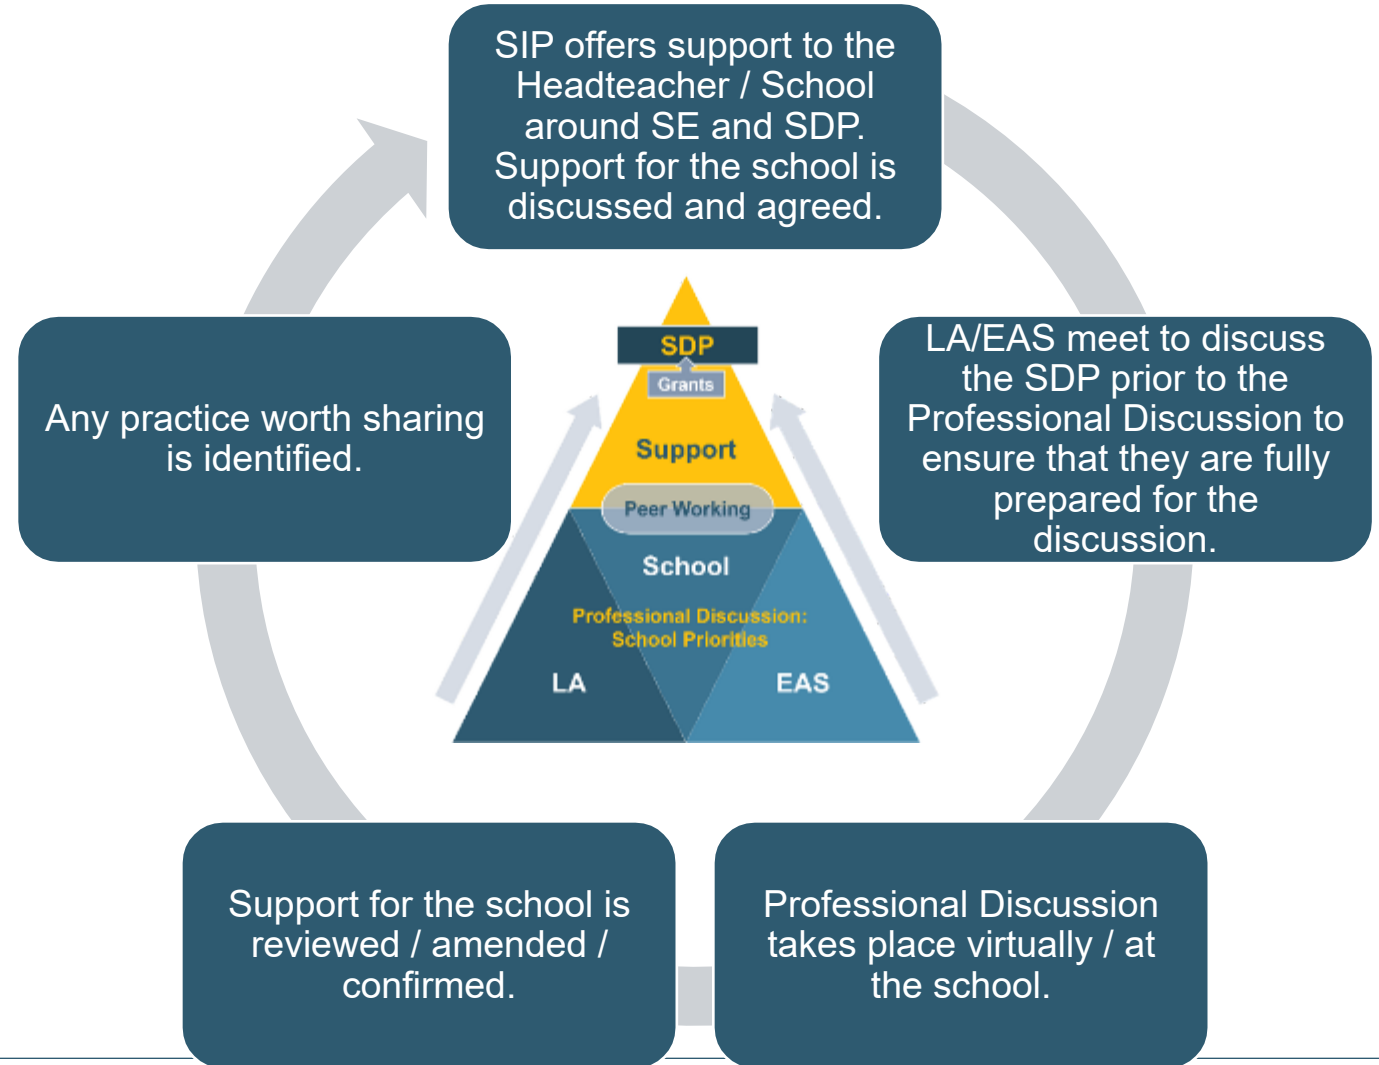 SIP offers support to the
Headteacher / School
around SE and SDP.
Support for the school is
discussed and agreed.
LA/EAS meet to discuss
the SDP prior to the
Professional Discussion to
ensure that they are fully
prepared for the
discussion.
Professional Discussion
takes place virtually / at
the school.
Support for the school is
reviewed / amended /
confirmed.
Any practice worth sharing
is identified.
SDP
Grants
Support
Peer Working
School
Professional Discussion:
School Priorities
LA
EAS